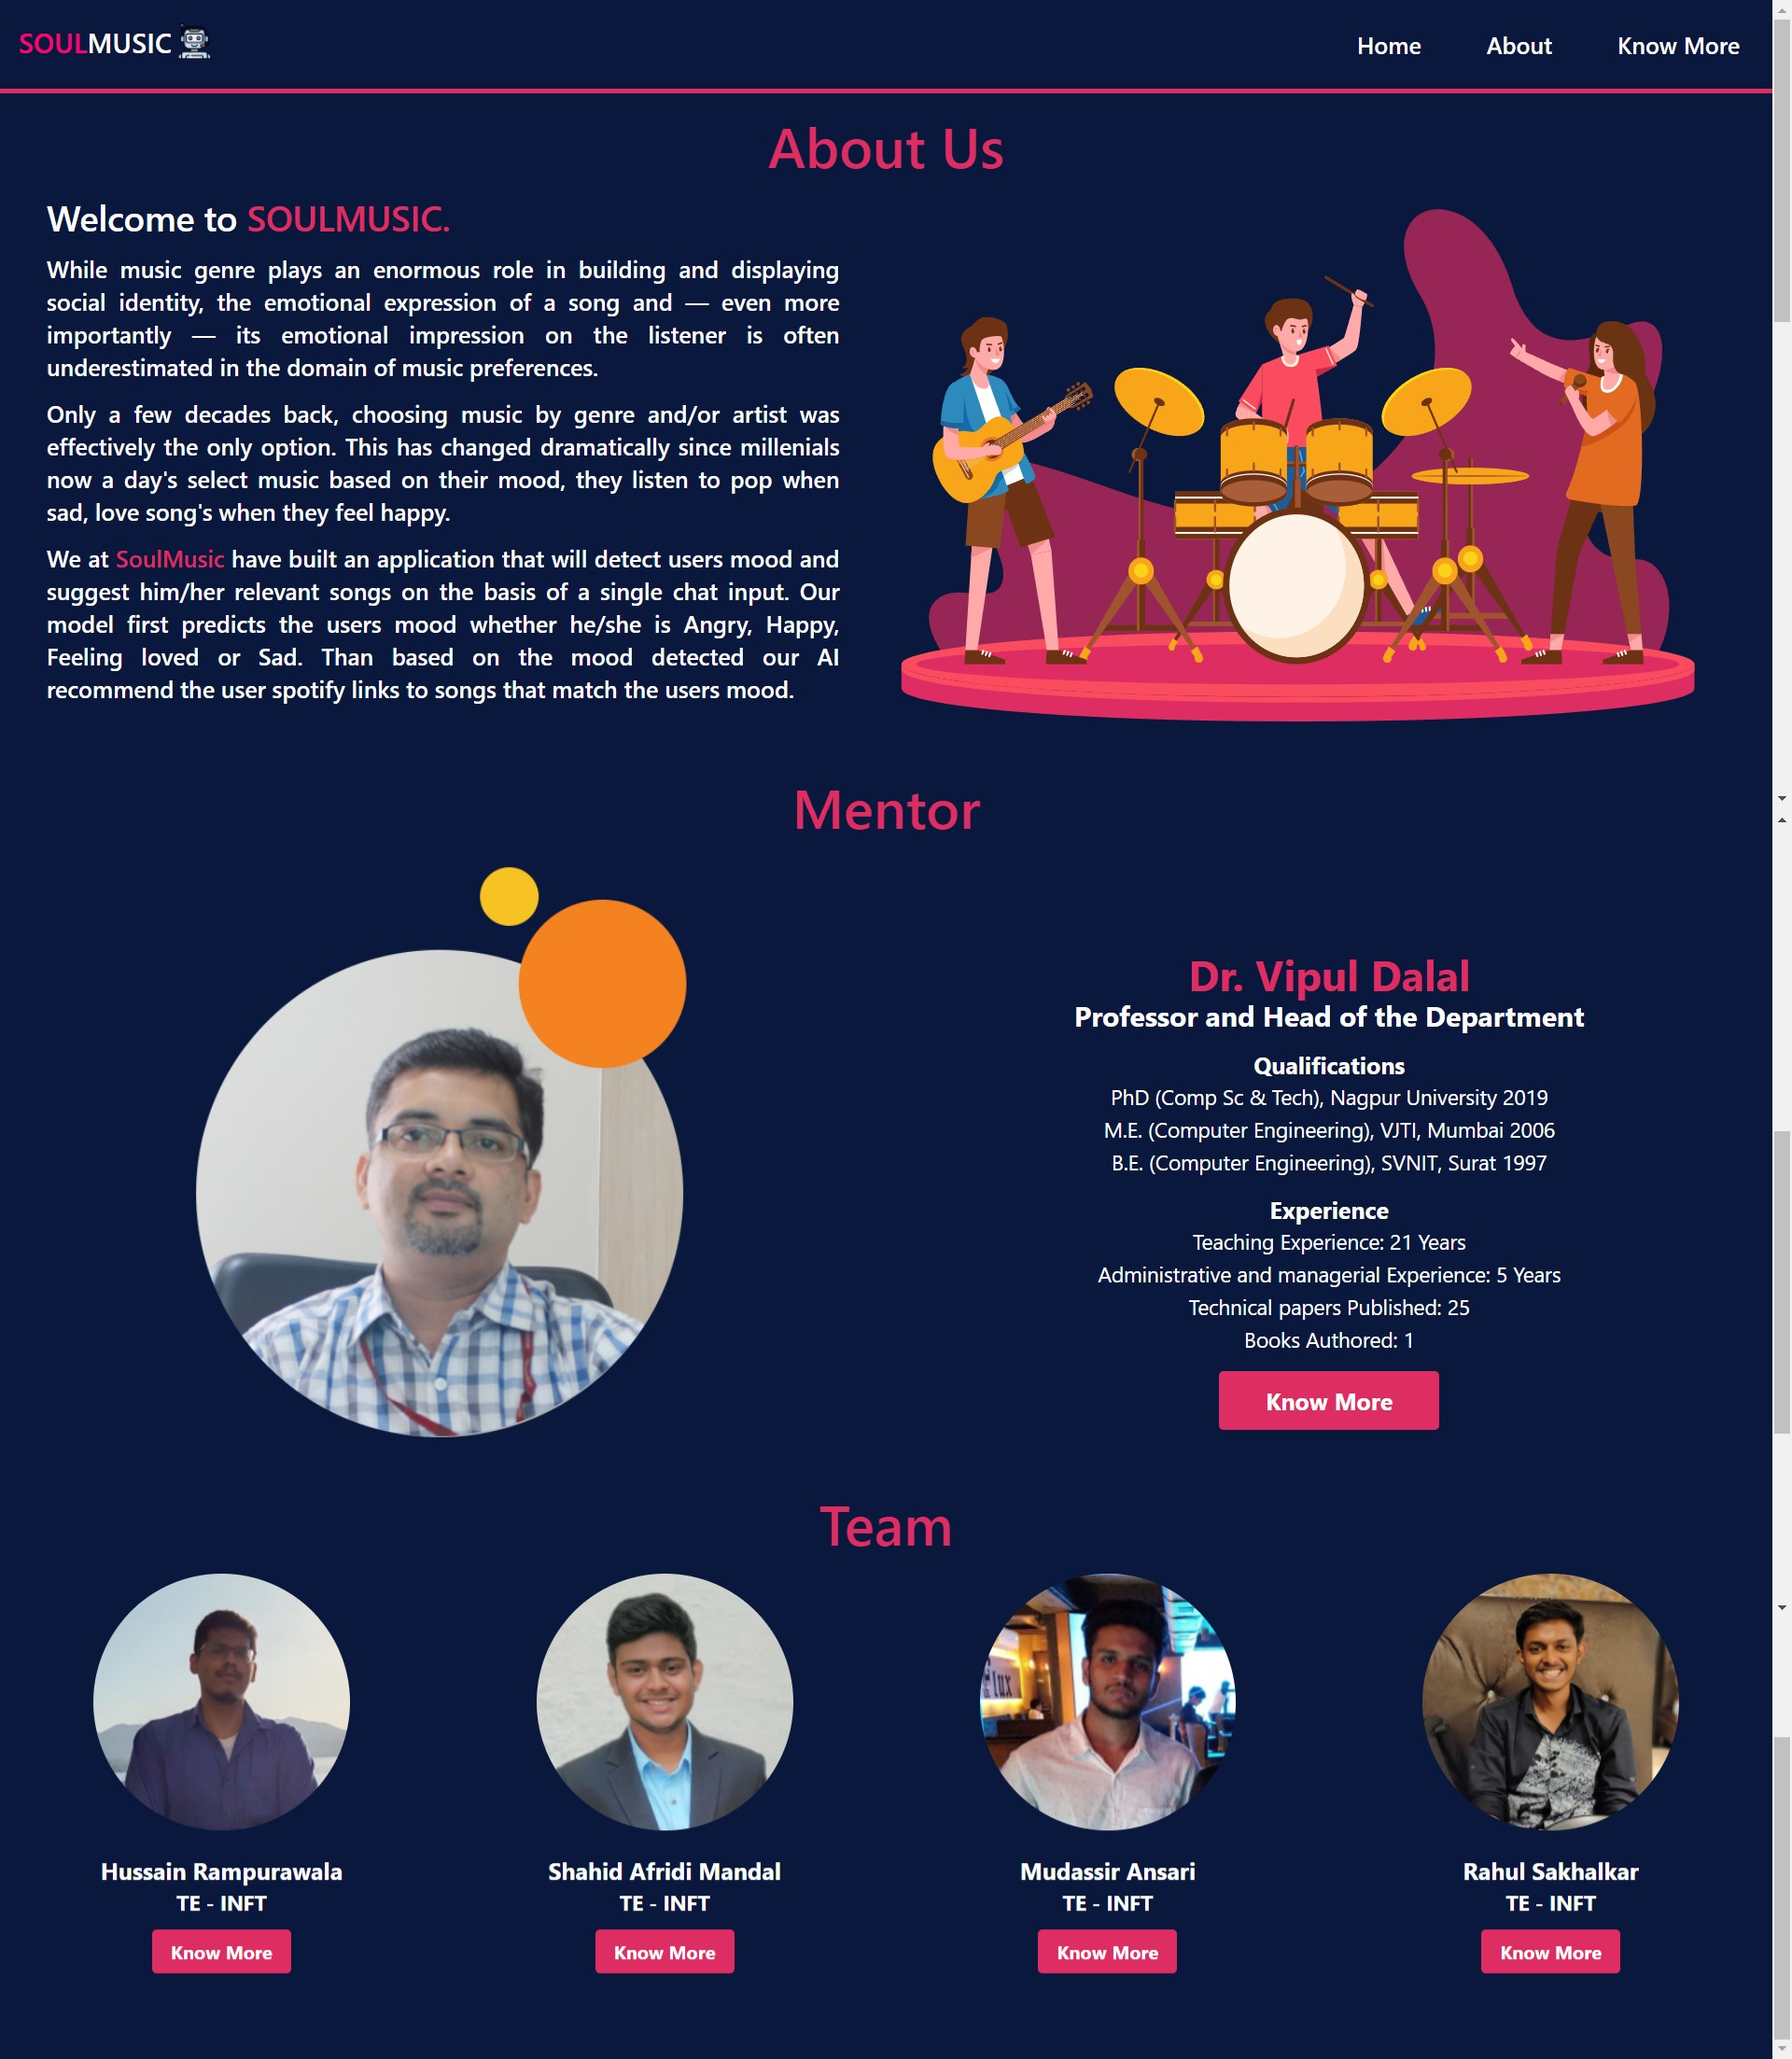 SOULMUSIC
Home About Know More
About Us
Welcome to SOULMUSIC.
While music genre plays an enormous role in building and displaying
social identity, the emotional expression of a song and — even more
importantly — its emotional impression on the listener is often
underestimated in the domain of music preferences.
Only a few decades back, choosing music by genre and/or artist was
effectively the only option. This has changed dramatically since millenials
now a day's select music based on their mood, they listen to pop when
sad, love song's when they feel happy.
We at SoulMusic have built an application that will detect users mood and
suggest him/her relevant songs on the basis of a single chat input. Our
model first predicts the users mood whether he/she is Angry, Happy,
Feeling loved or Sad. Than based on the mood detected our AI
recommend the user spotify links to songs that match the users mood.
Mentor
Dr. Vipul Dalal
Professor and Head of the Department
Qualifications
PhD (Comp Sc & Tech), Nagpur University 2019
M.E. (Computer Engineering), VJTI, Mumbai 2006
B.E. (Computer Engineering), SVNIT, Surat 1997
Experience
Teaching Experience: 21 Years
Administrative and managerial Experience: 5 Years
Technical papers Published: 25
Books Authored: 1
Know More
Team
lux
Hussain Rampurawala
TE - INFT
Know More
Shahid Afridi Mandal
TE - INFT
Know More
Mudassir Ansari
TE - INFT
Know More
Rahul Sakhalkar
TE - INFT
Know More